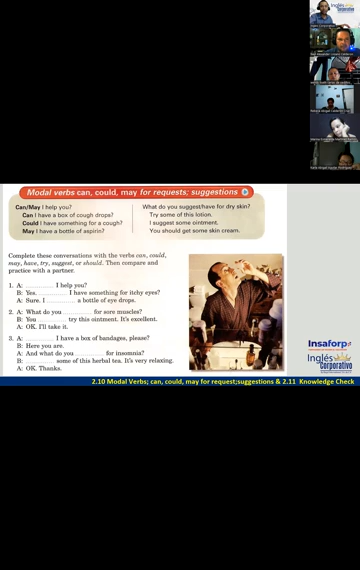 Inglés
Corporativo
Modal verbs can, could, may for requests; suggestions
Can/May I help you?
Can I have a box of cough drops?
Could I have something for a cough?
May I have a bottle of aspirin?
What do you suggest/have for dry skin?
Try some of this lotion.
I suggest some ointment.
You should get some skin cream.
Complete these conversations with the verbs can, could,
may, have, try, suggest, or should. Then compare and
practice with a partner.
1. A: ............ I help you?
B: Yes. ............ I have something for itchy eyes?
A: Sure. I ............ a bottle of eye drops.
2. A: What do you ............ for sore muscles?
B: You ............ try this ointment. It's excellent.
A: OK. I'll take it.
3. A: ............ I have a box of bandages, please?
B: Here you are.
A: And what do you ............ for insomnia?
B: ............ some of this herbal tea. It's very relaxing.
A: OK. Thanks.
Insaforp
Inglés
Corporativo
2.10 Modal Verbs; can, could, may for request;suggestions & 2.11 Knowledge Check